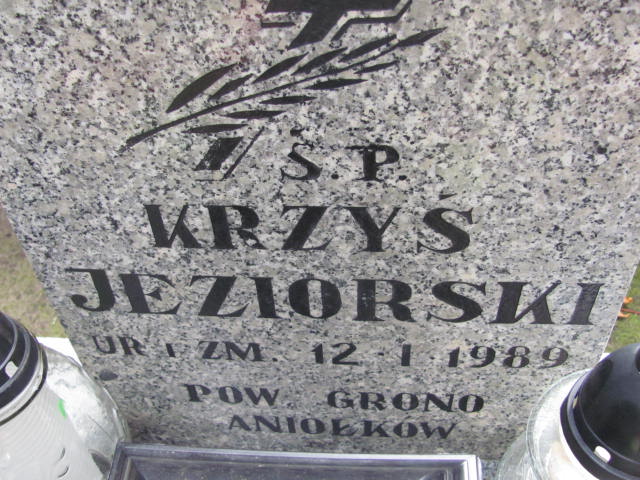 Ś.P.
KRZYŚ
JEZIORSKI
UR I ZM. 12.I 1989
POW. GRONO
ANIOŁKÓW